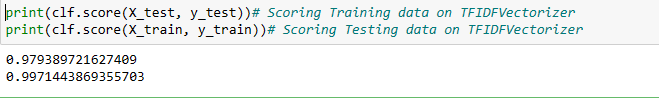 print(clf.score(X_test, y_test))# Scoring Training data on TFIDFVectorizer
print(clf.score(X_train, y_train))# Scoring Testing data on TFIDFVectorizer
0.979389721627409
0.9971443869355703